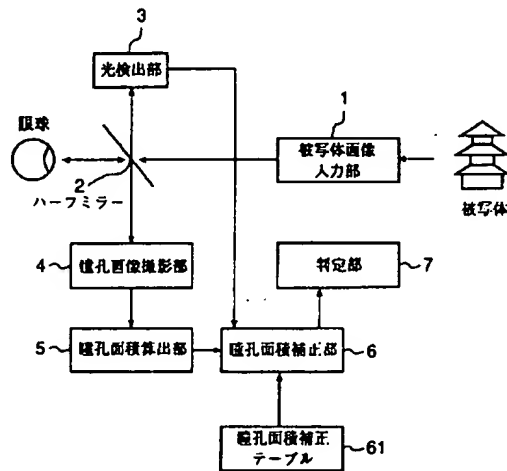 3
光検出部
眼球
1
被写体画像
入力部
2
ハーフミラー
被写体
4
瞳孔画像撮影部
判定部
7
5
瞳孔面積算出部
瞳孔面積補正部
6
瞳孔面積補正
テーブル
61